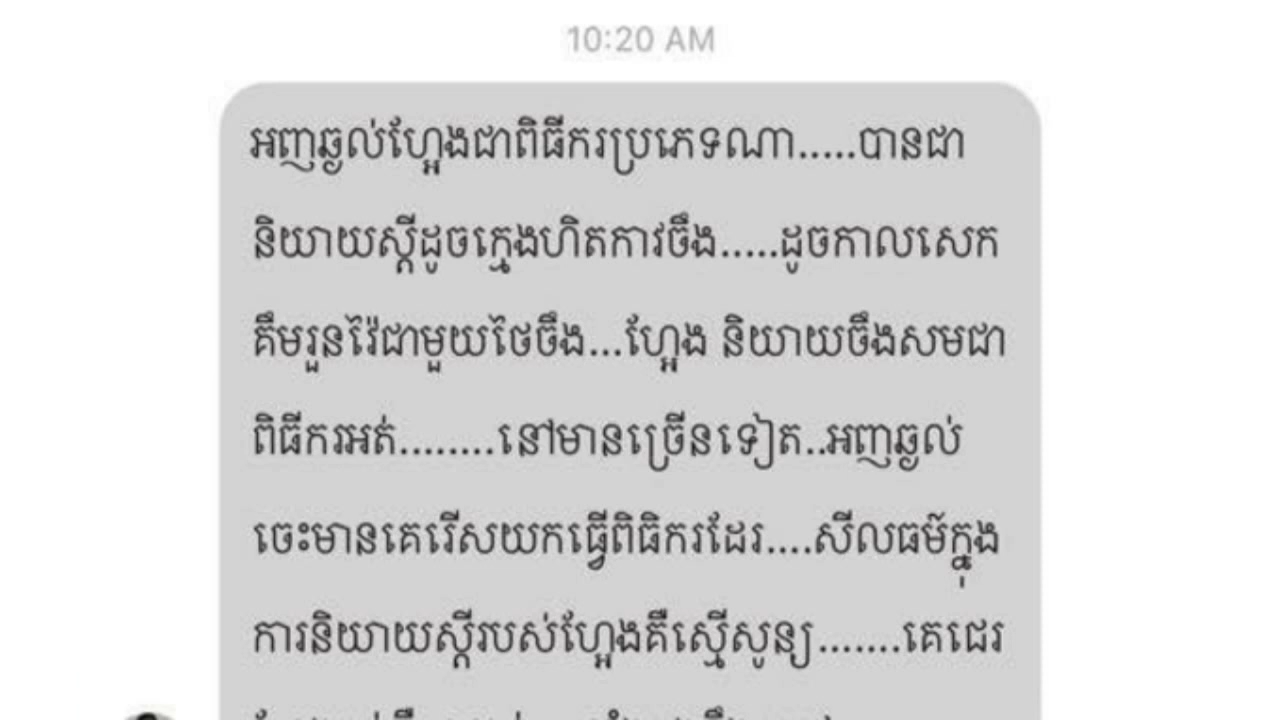 10:20 AM
អញឆ្ងល់ហ្អែងជាពិធីករប្រភេទណា.....បានជា
និយាយស្ដីដូចក្មេងហិតកាវចឹង.....ដូចកាលសេក
គឹមរួនវ៉ៃជាមួយថៃចឹង...ហ្អែង និយាយចឹងសមជា
ពិធីករអត់........នៅមានច្រើនទៀត..អញឆ្ងល់
ចេះមានគេរើសយកធ្វើពិធិករដែរ....សីលធម៌ក្នុង
ការនិយាយស្ដីរបស់ហ្អែងគឺស្មើសូន្យ.......គេជេរ